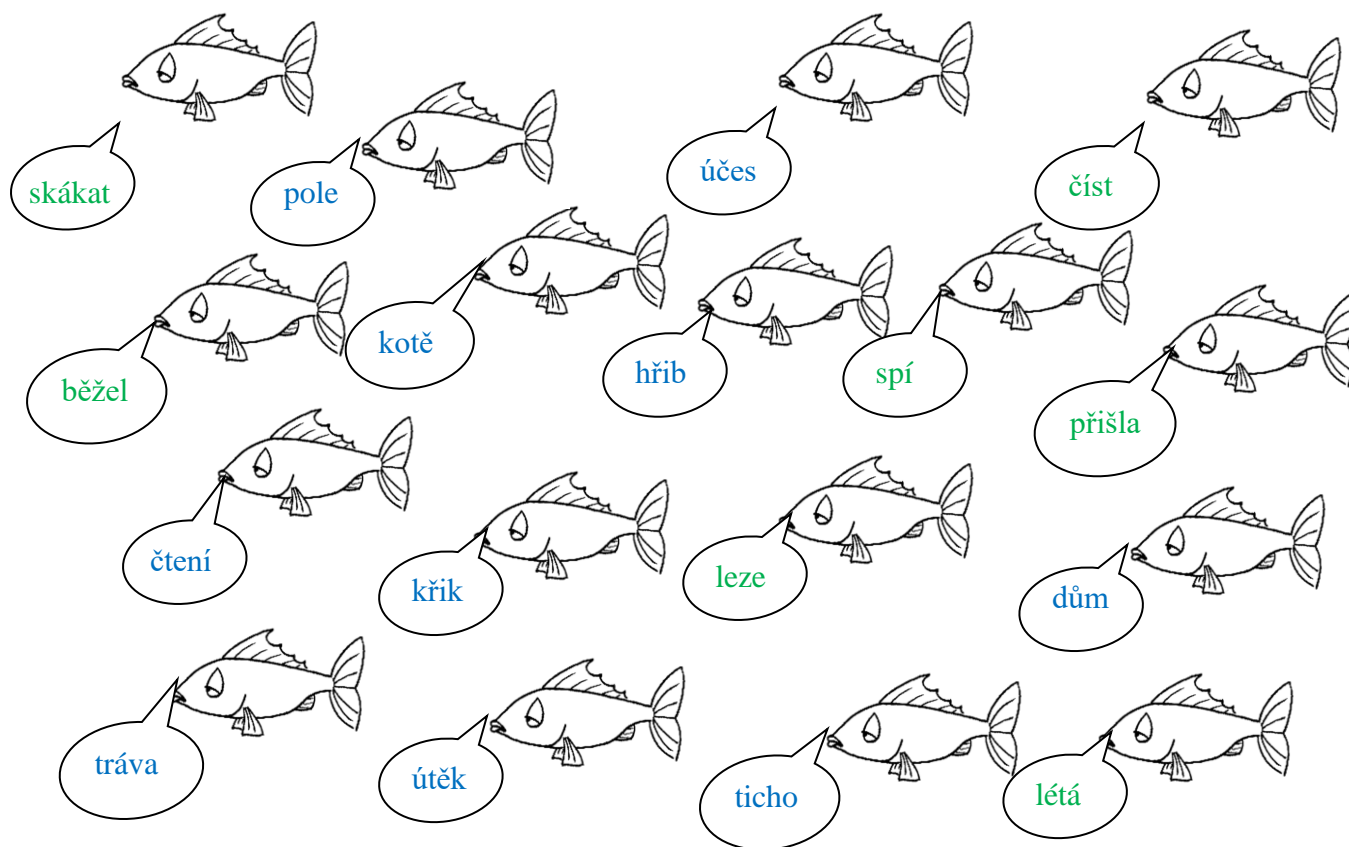 skákat
pole
účes
číst
běžel
kotě
hřib
spí
přišla
čtení
křik
leze
dům
tráva
útěk
ticho
létá